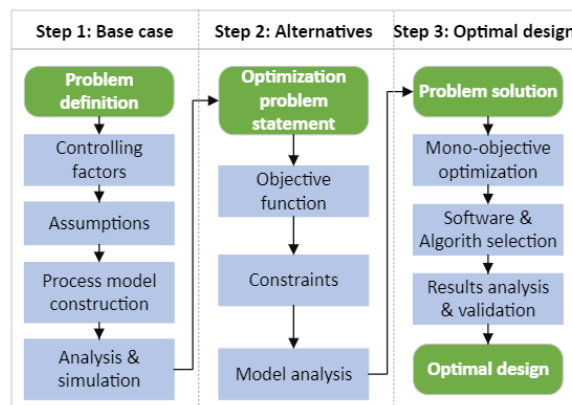 Step 1: Base case
Step 2: Alternatives
Step 3: Optimal design
Problem
definition
Controlling
factors
Assumptions
Process model
construction
Analysis &
simulation
Optimization
problem
statement
Objective
function
Constraints
Model analysis
Problem solution
Mono-objective
optimization
Software &
Algorith selection
Results analysis
& validation
Optimal design